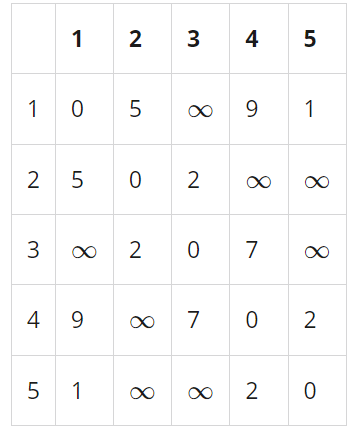 1 2 3 4 5
1 0 5 ∞ 9 1
2 5 0 2 ∞ ∞
3 ∞ 2 0 7 ∞
4 9 ∞ 7 0 2
5 1 ∞ ∞ 2 0